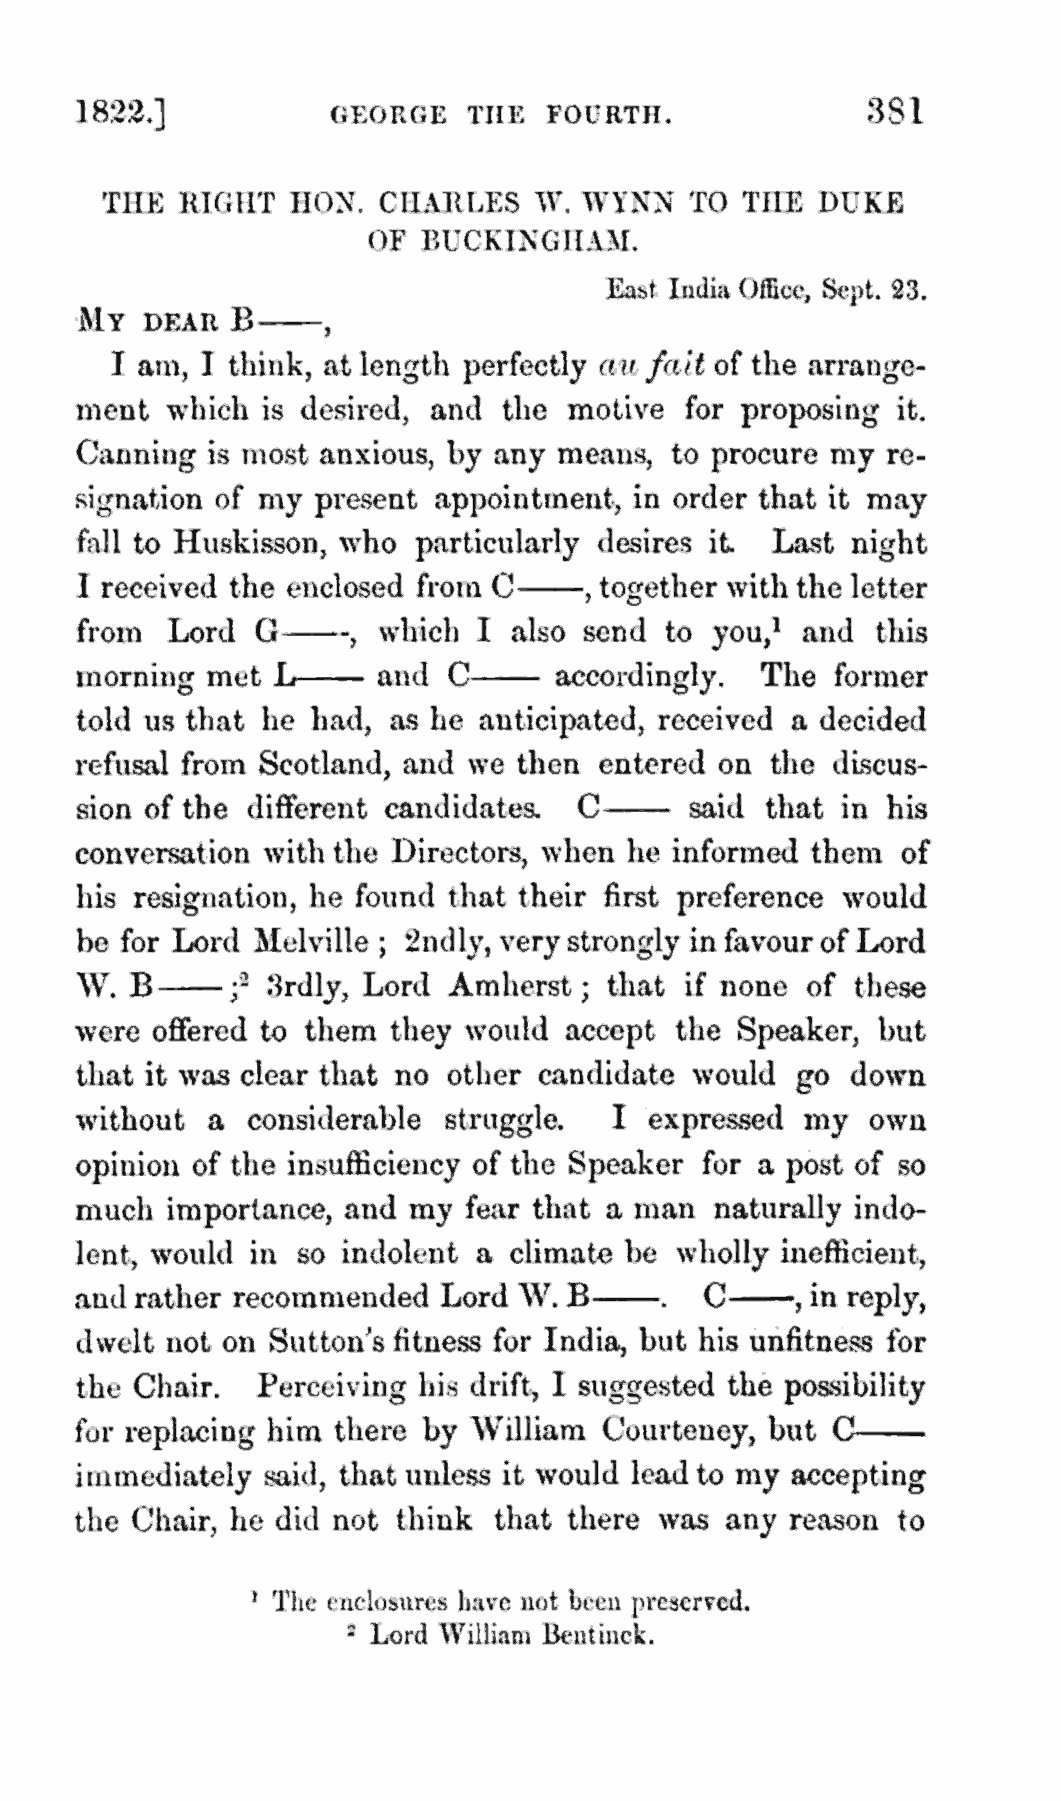 1822.] GEORGE THE FOURTH. 381
THE RIGHT HON. CHARLES W. WYNN TO THE DUKE
OF BUCKINGHAM.
East India Office, Sept. 23.
MY DEAR B——,
I am, I think, at length perfectly au fait of the arrange-
ment which is desired, and the motive for proposing it.
Canning is most anxious, by any means, to procure my re-
signation of my present appointment, in order that it may
fall to Huskisson, who particularly desires it. Last night
I received the enclosed from C——, together with the letter
from Lord G——, which I also send to you,¹ and this
morning met L—— and C—— accordingly. The former
told us that he had, as he anticipated, received a decided
refusal from Scotland, and we then entered on the discus-
sion of the different candidates. C—— said that in his
conversation with the Directors, when he informed them of
his resignation, he found that their first preference would
be for Lord Melville ; 2ndly, very strongly in favour of Lord
W. B—— ;² 3rdly, Lord Amherst ; that if none of these
were offered to them they would accept the Speaker, but
that it was clear that no other candidate would go down
without a considerable struggle. I expressed my own
opinion of the insufficiency of the Speaker for a post of so
much importance, and my fear that a man naturally indo-
lent, would in so indolent a climate be wholly inefficient,
and rather recommended Lord W. B——. C——, in reply,
dwelt not on Sutton's fitness for India, but his unfitness for
the Chair. Perceiving his drift, I suggested the possibility
for replacing him there by William Courteney, but C——
immediately said, that unless it would lead to my accepting
the Chair, he did not think that there was any reason to
¹ The enclosures have not been preserved.
² Lord William Bentinck.